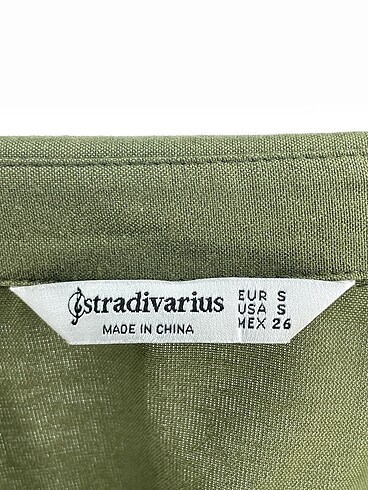 stradivarius
MADE IN CHINA
EUR S
USA S
MEX 26